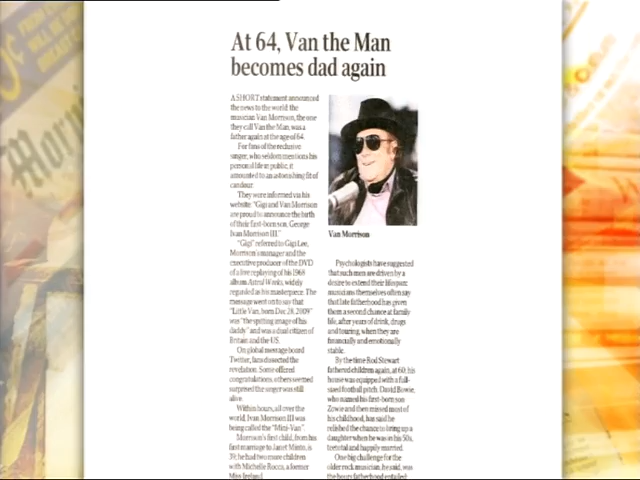 At 64, Van the Man
becomes dad again
A SHORT statement announced
the news to the world: the
musician Van Morrison, the one
they call Van the Man, was a
father again at the age of 64.
For fans of the reclusive
singer, who seldom mentions his
personal life in public, it
amounted to an astonishing fit of
candour.
They were informed via his
website: "Gigi and Van Morrison
are proud to announce the birth
of their first-born son, George
Ivan Morrison III."
"Gigi" referred to Gigi Lee,
Morrison's manager and the
executive producer of the DVD
of a live replaying of his 1968
album Astral Weeks, widely
regarded as his masterpiece. The
message went on to say that
"Little Van, born Dec 28, 2009"
was "the spitting image of his
daddy" and was a dual citizen of
Britain and the US.
On global message board
Twitter, fans dissected the
revelation. Some offered
congratulations, others seemed
surprised the singer was still
alive.
Within hours, all over the
world, Ivan Morrison III was
being called the "Mini-Van".
Morrison's first child, from his
first marriage to Janet Minto, is
39; he had two more children
with Michelle Rocca, a former
Miss Ireland.
Van Morrison
Psychologists have suggested
that such men are driven by a
desire to extend their lifespan;
musicians themselves often say
that late fatherhood has given
them a second chance at family
life, after years of drink, drugs
and touring, when they are
financially and emotionally
stable.
By the time Rod Stewart
fathered children again, at 60, his
house was equipped with a full-
sized football pitch. David Bowie,
who named his first-born son
Zowie and then missed most of
his childhood, has said he
relished the chance to bring up a
daughter when he was in his 50s,
teetotal and happily married.
One big challenge for the
older rock musician, he said, was
the hours fatherhood entailed